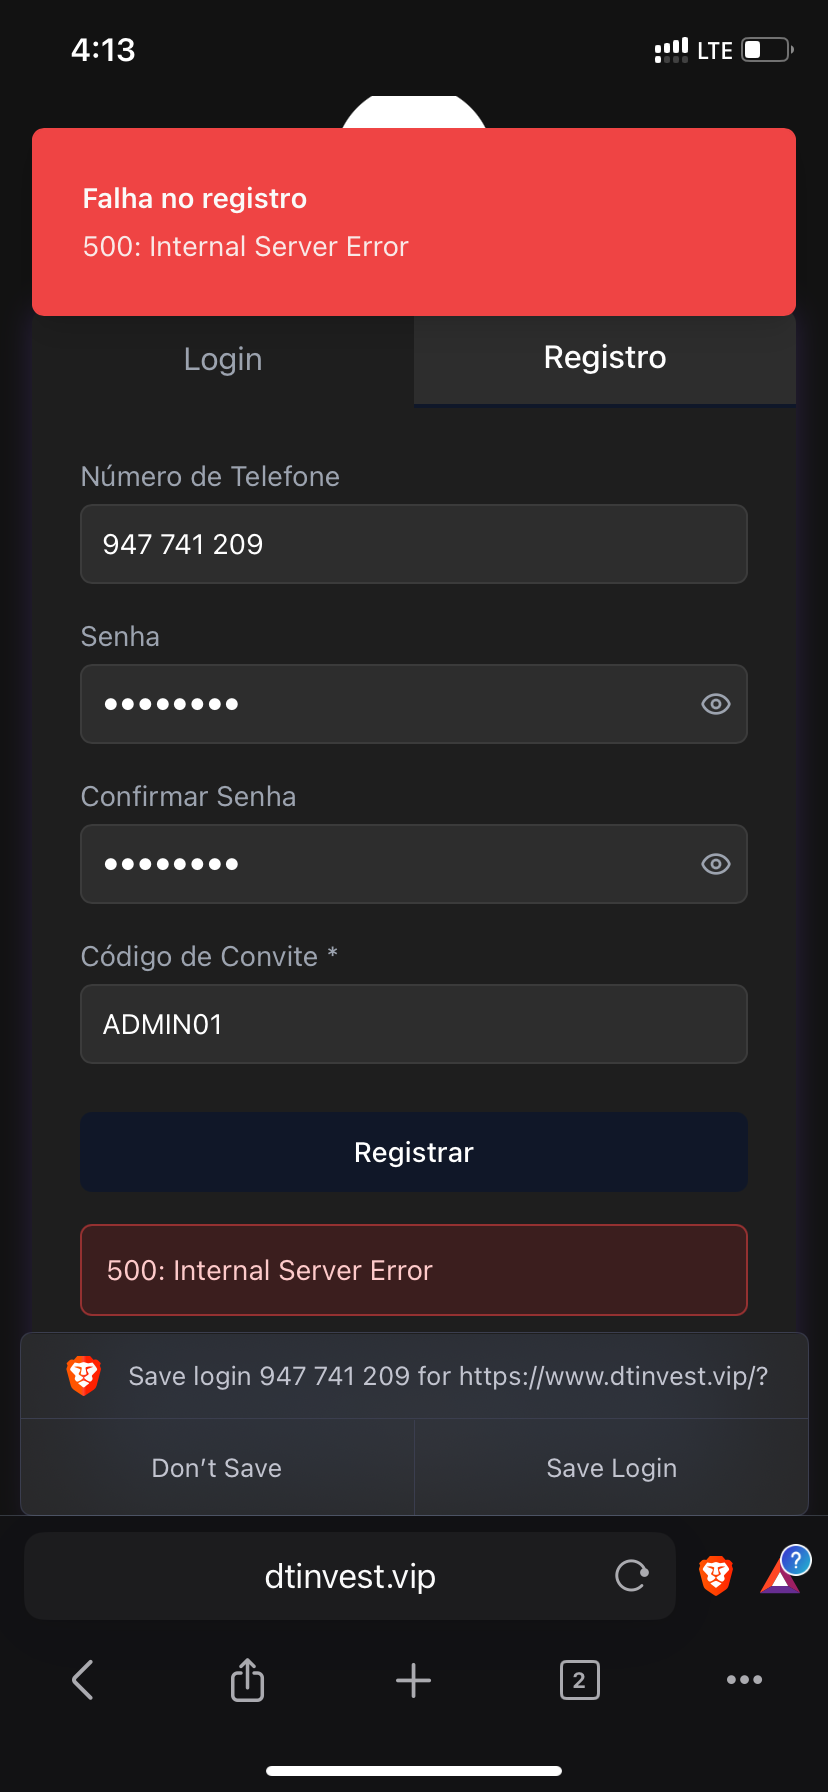 4:13
LTE
Falha no registro
500: Internal Server Error
Login
Registro
Número de Telefone
947 741 209
Senha
Confirmar Senha
Código de Convite *
ADMIN01
Registrar
500: Internal Server Error
Save login 947 741 209 for https://www.dtinvest.vip/?
Don’t Save
Save Login
dtinvest.vip
?
2